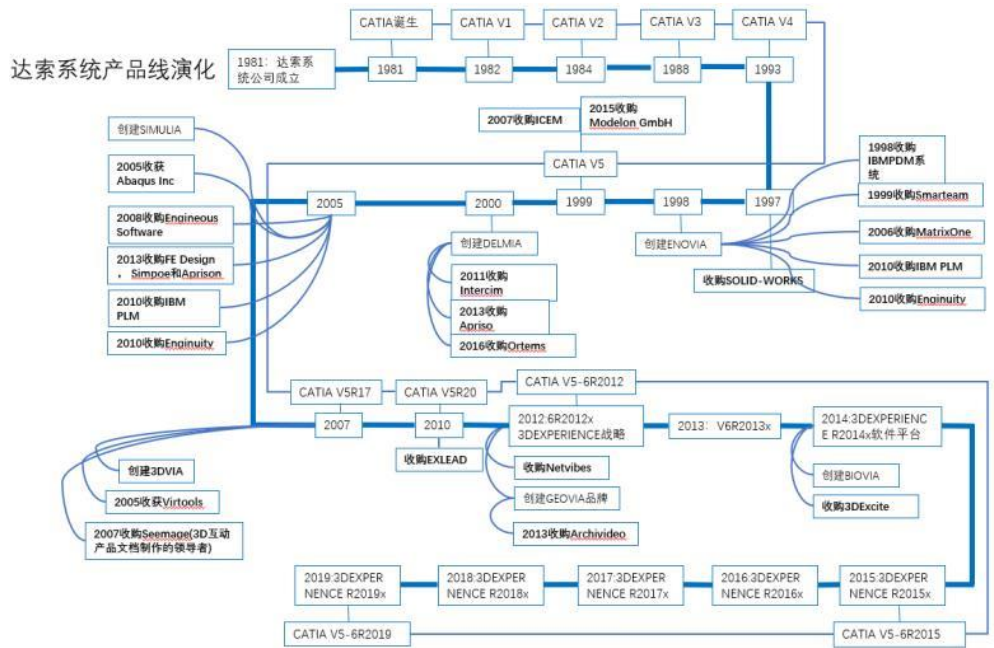 达索系统产品线演化
CATIA诞生
CATIA V1
CATIA V2
CATIA V3
CATIA V4
1981：达索系
统公司成立
1981
1982
1984
1988
1993
2007收购ICEM
2015收购
Modelon GmbH
CATIA V5
创建SIMULIA
2005收获
Abaqus Inc
2008收购Engineous
Software
2013收购FE Design
，Simpoe和Aprison
2010收购IBM
PLM
2010收购Enginuity
2005
2000
1999
1998
1997
创建DELMIA
2011收购
Intercim
2013收购
Apriso
2016收购Ortems
创建ENOVIA
收购SOLID-WORKS
1998收购
IBMPDM系
统
1999收购Smarteam
2006收购MatrixOne
2010收购IBM PLM
2010收购Enginuity
CATIA V5R17
CATIA V5R20
CATIA V5-6R2012
2007
2010
2012:6R2012x
3DEXPERIENCE战略
2013：V6R2013x
2014:3DEXPERIENC
E R2014x软件平台
收购EXLEAD
创建3DVIA
2005收获Virtools
2007收购Seemage(3D互动
产品文档制作的领导者)
收购Netvibes
创建GEOVIA品牌
2013收购Archivideo
创建BIOVIA
收购3DExcite
2019:3DEXPER
NENCE R2019x
2018:3DEXPER
NENCE R2018x
2017:3DEXPER
NENCE R2017x
2016:3DEXPER
NENCE R2016x
2015:3DEXPER
NENCE R2015x
CATIA V5-6R2019
CATIA V5-6R2015